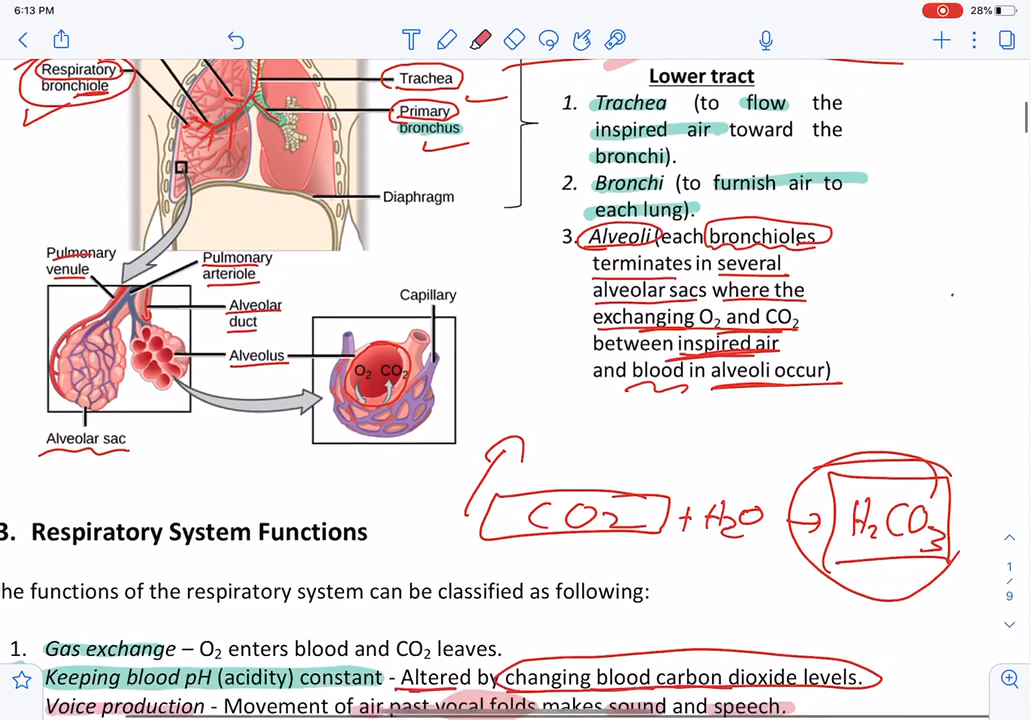 6:13 PM
28%
T
Respiratory
bronchiole
Trachea
Primary
bronchus
Diaphragm
Pulmonary
venule
Pulmonary
arteriole
Alveolar
duct
Alveolus
Alveolar sac
Capillary
O₂ CO₂
Lower tract
1. Trachea (to flow the
inspired air toward the
bronchi).
2. Bronchi (to furnish air to
each lung).
3. Alveoli (each bronchioles
terminates in several
alveolar sacs where the
exchanging O₂ and CO₂
between inspired air
and blood in alveoli occur)
CO2 + H₂O → H₂CO₃
3. Respiratory System Functions
he functions of the respiratory system can be classified as following:
1. Gas exchange – O₂ enters blood and CO₂ leaves.
Keeping blood pH (acidity) constant - Altered by changing blood carbon dioxide levels.
Voice production - Movement of air past vocal folds makes sound and speech.
1
/
9